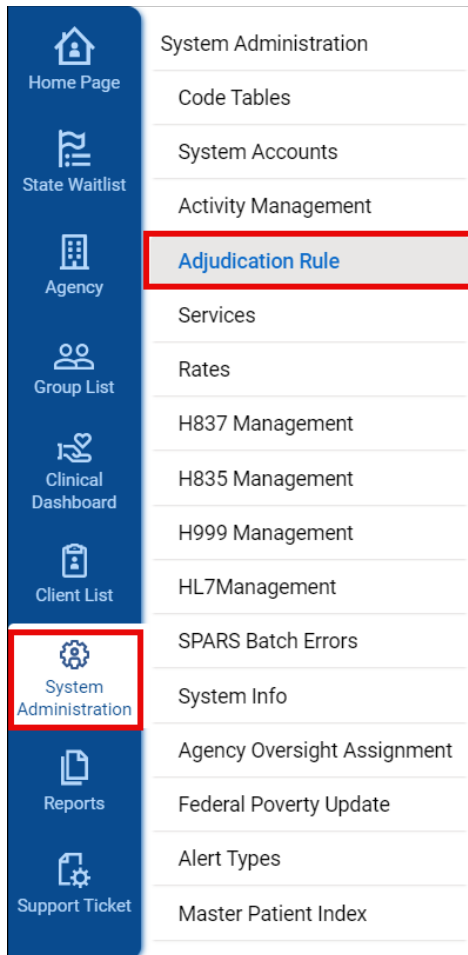 Home Page
State Waitlist
Agency
Group List
Clinical
Dashboard
Client List
System
Administration
Reports
Support Ticket
System Administration
Code Tables
System Accounts
Activity Management
Adjudication Rule
Services
Rates
H837 Management
H835 Management
H999 Management
HL7Management
SPARS Batch Errors
System Info
Agency Oversight Assignment
Federal Poverty Update
Alert Types
Master Patient Index